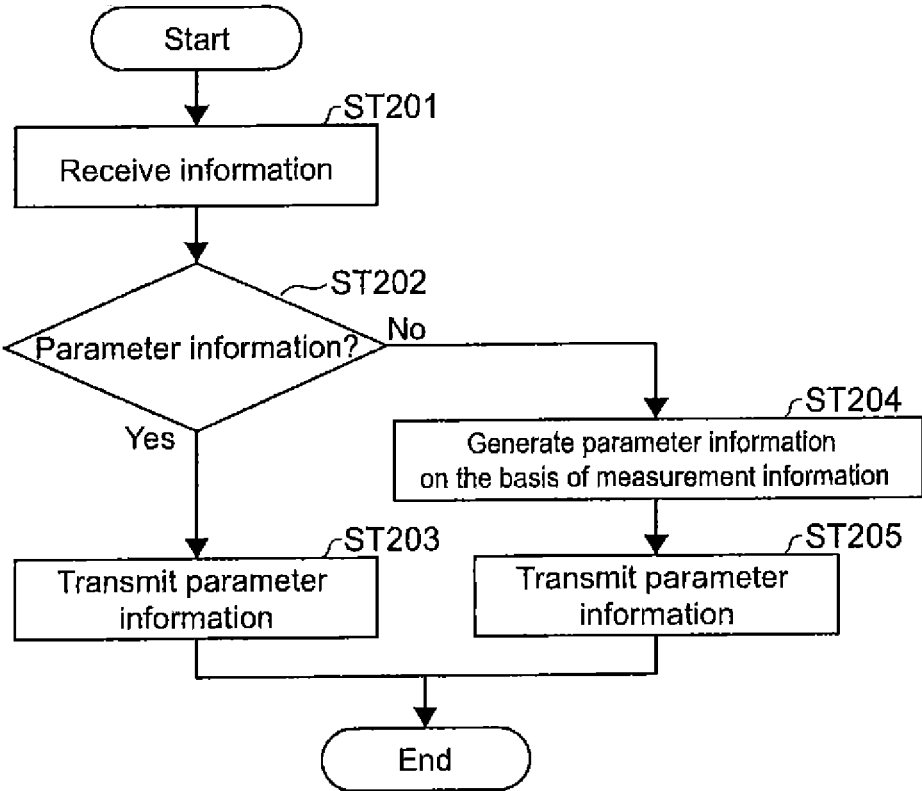 Start
ST201
Receive information
ST202
Parameter information?
No
Yes
ST204
Generate parameter information
on the basis of measurement information
ST203
Transmit parameter
information
ST205
Transmit parameter
information
End